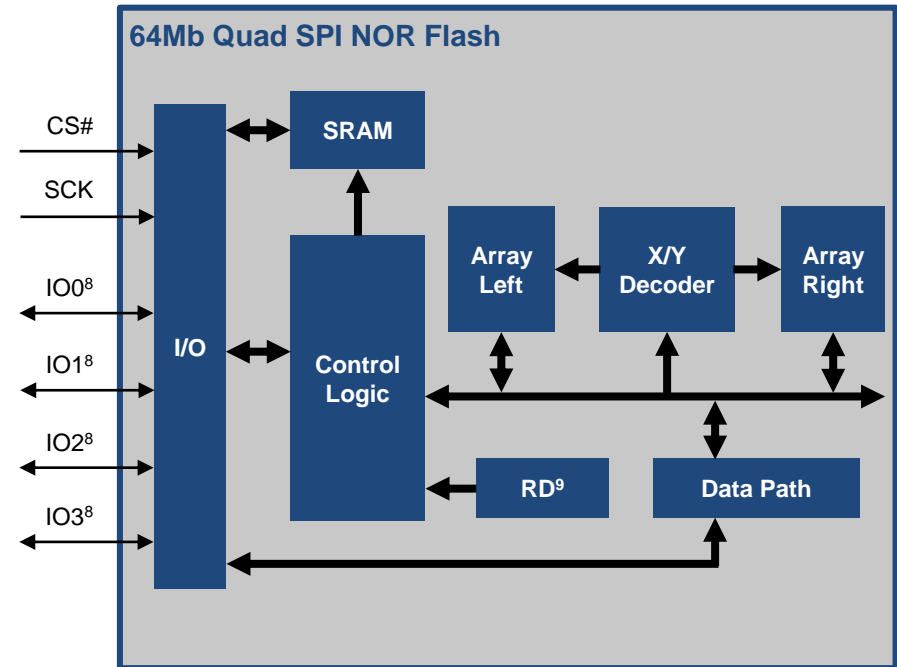 64Mb Quad SPI NOR Flash
CS#
SCK
IO0⁸
IO1⁸
IO2⁸
IO3⁸
I/O
SRAM
Control
Logic
Array
Left
X/Y
Decoder
Array
Right
RD⁹
Data Path